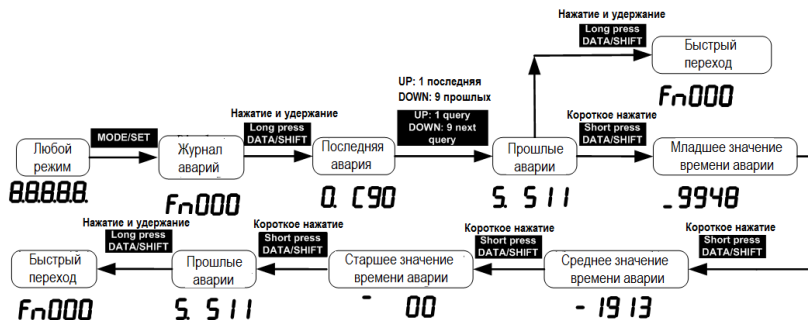 Нажатие и удержание
Long press
DATA/SHIFT
Быстрый
переход
Fn000
UP: 1 последняя
DOWN: 9 прошлых
UP: 1 query
DOWN: 9 next
query
Любой
режим
8.8.8.8.8.
MODE/SET
Журнал
аварий
Fn000
Нажатие и удержание
Long press
DATA/SHIFT
Последняя
авария
0. C90
Прошлые
аварии
5. 511
Короткое нажатие
Short press
DATA/SHIFT
Младшее значение
времени аварии
_9948
Короткое нажатие
Short press
DATA/SHIFT
Среднее значение
времени аварии
- 1913
Короткое нажатие
Short press
DATA/SHIFT
Старшее значение
времени аварии
¯ 00
Короткое нажатие
Short press
DATA/SHIFT
Прошлые
аварии
5. 511
Нажатие и удержание
Long press
DATA/SHIFT
Быстрый
переход
Fn000